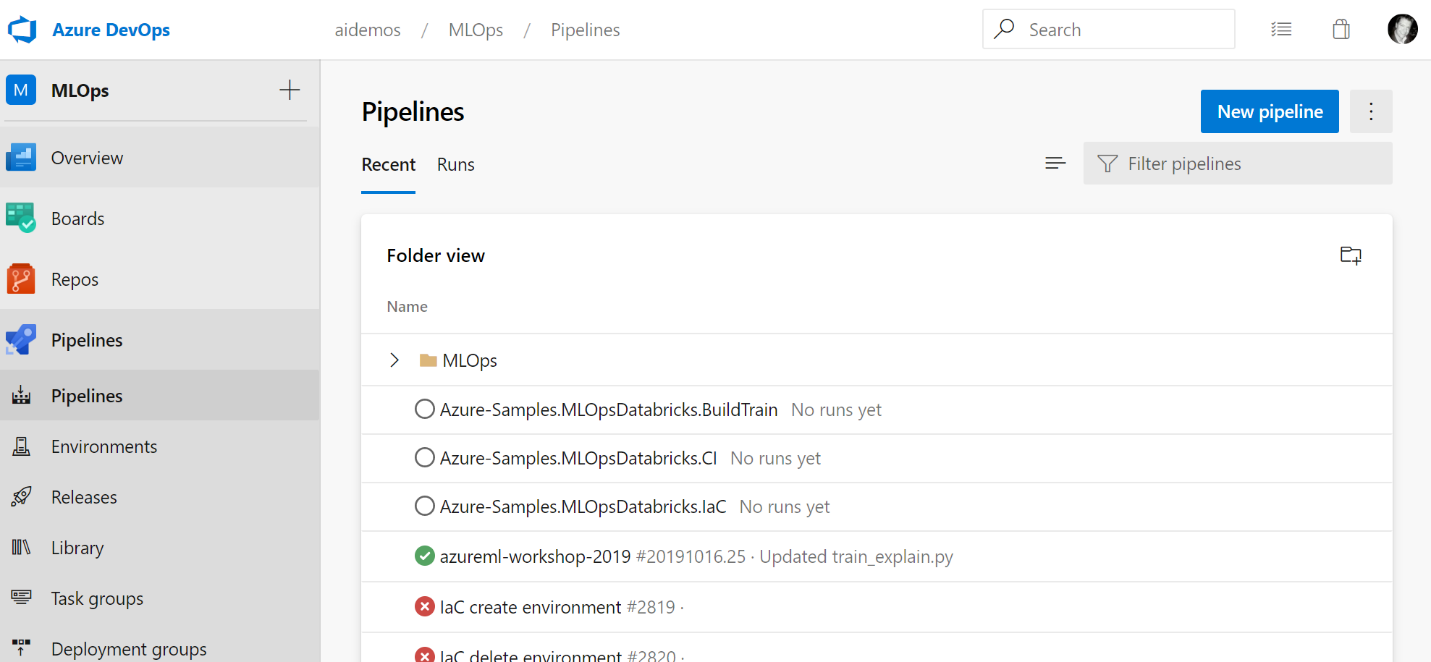 Azure DevOps
aidemos / MLOps / Pipelines
Search
M MLOps
Overview
Boards
Repos
Pipelines
Pipelines
Environments
Releases
Library
Task groups
Deployment groups
Pipelines
New pipeline
Recent Runs
Filter pipelines
Folder view
Name
MLOps
Azure-Samples.MLOpsDatabricks.BuildTrain No runs yet
Azure-Samples.MLOpsDatabricks.CI No runs yet
Azure-Samples.MLOpsDatabricks.IaC No runs yet
azureml-workshop-2019 #20191016.25 · Updated train_explain.py
IaC create environment #2819 ·
IaC delete environment #2820 ·